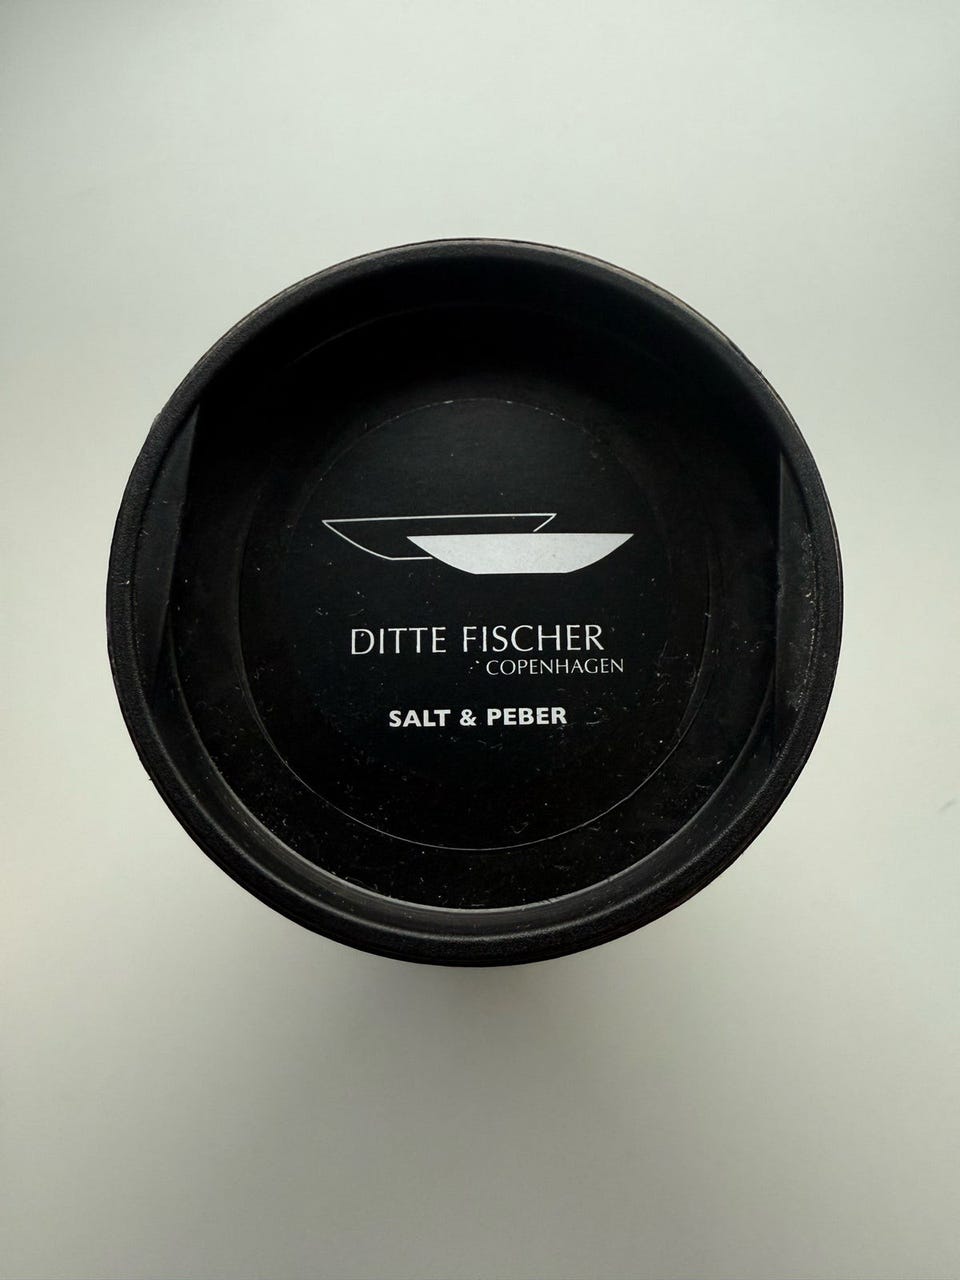 DITTE FISCHER
COPENHAGEN
SALT & PEBER